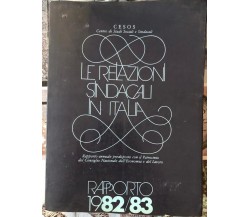 CESOS
Centro di Studi Sociali e Sindacali
LE RELAZIONI
SINDACALI
IN ITALIA
Rapporto annuale predisposto con il Patrocinio
del Consiglio Nazionale dell'Economia e del Lavoro
RAPPORTO
1982/83